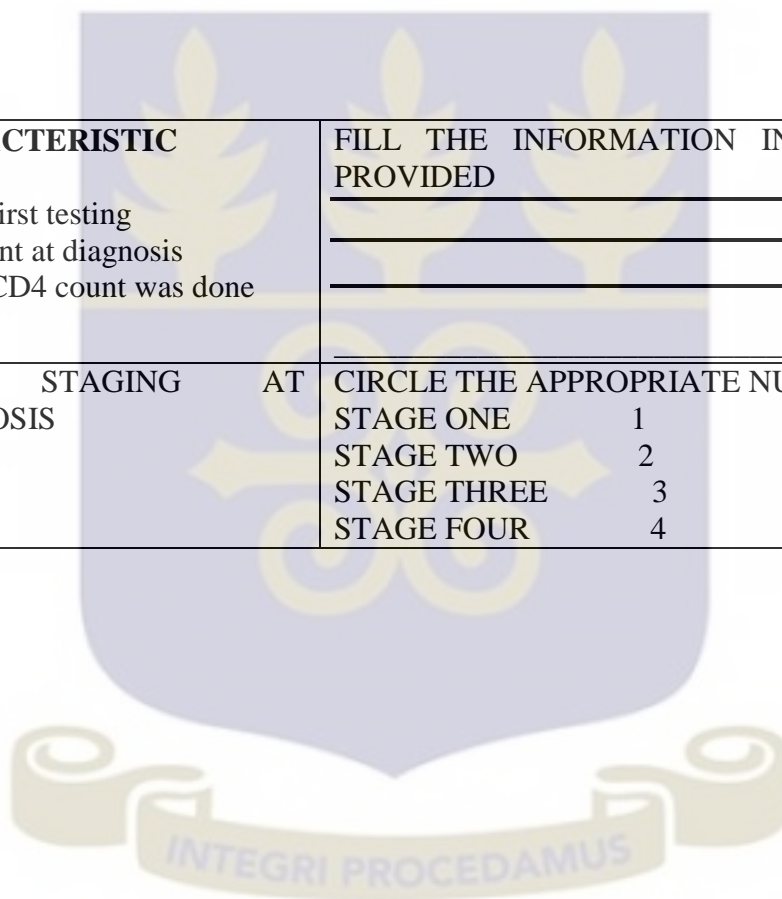 CTERISTIC
irst testing
nt at diagnosis
CD4 count was done
FILL THE INFORMATION IN
PROVIDED
STAGING AT
OSIS
CIRCLE THE APPROPRIATE NU
STAGE ONE 1
STAGE TWO 2
STAGE THREE 3
STAGE FOUR 4
INTEGRI PROCEDAMUS